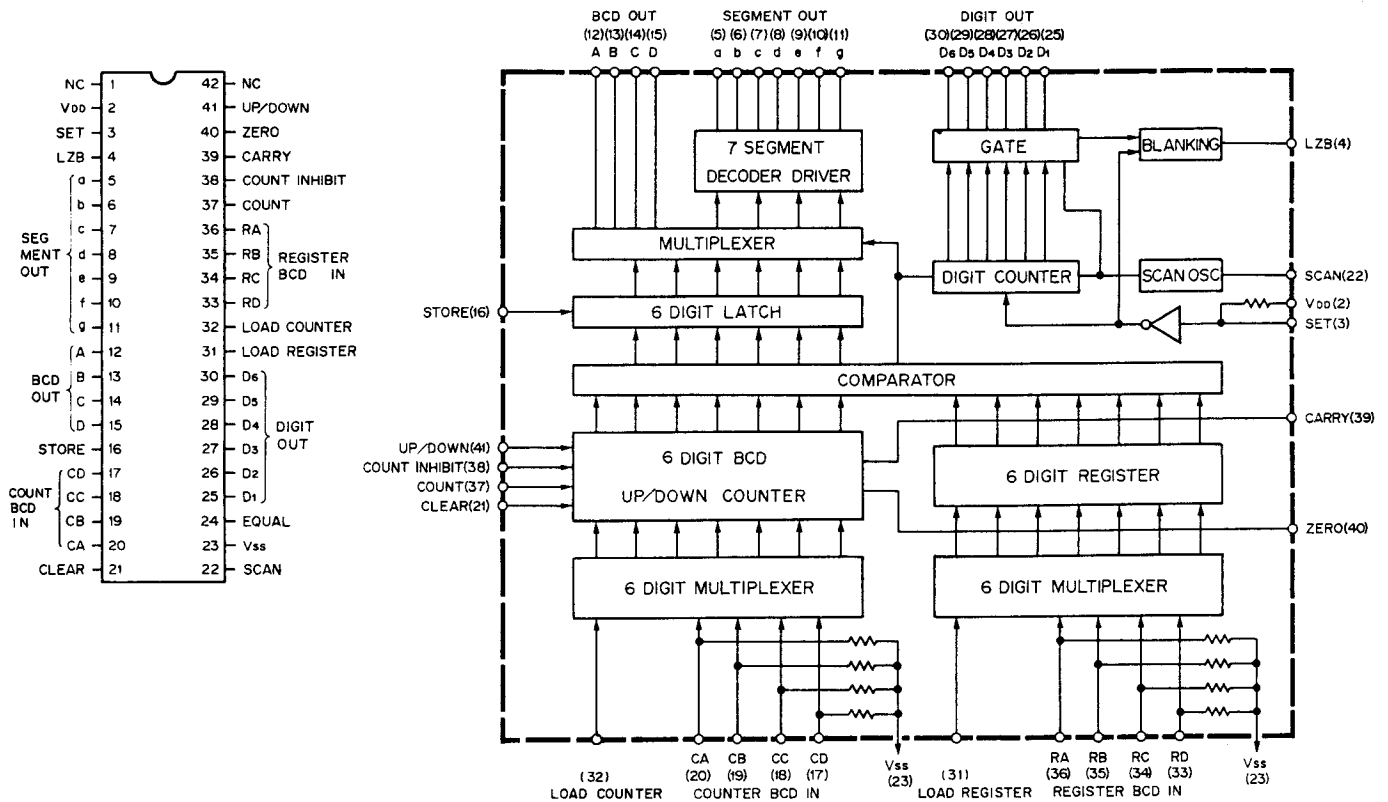 NC 1 42 NC
VDD 2 41 UP/DOWN
SET 3 40 ZERO
LZB 4 39 CARRY
a 5 38 COUNT INHIBIT
b 6 37 COUNT
c 7 36 RA
d 8 35 RB
e 9 34 RC
f 10 33 RD
g 11 32 LOAD COUNTER
A 12 31 LOAD REGISTER
B 13 30 D6
C 14 29 D5
D 15 28 D4
STORE 16 27 D3
CD 17 26 D2
CC 18 25 D1
CB 19 24 EQUAL
CA 20 23 Vss
CLEAR 21 22 SCAN
SEG
MENT
OUT
BCD
OUT
COUNT
BCD
IN
REGISTER
BCD IN
DIGIT
OUT
BCD OUT SEGMENT OUT DIGIT OUT
(12)(13)(14)(15) (5) (6) (7) (8) (9)(10)(11) (30)(29)(28)(27)(26)(25)
A B C D a b c d e f g D6 D5 D4 D3 D2 D1
7 SEGMENT
DECODER DRIVER
GATE
BLANKING
LZB(4)
MULTIPLEXER
DIGIT COUNTER
SCAN OSC
SCAN(22)
VDD(2)
SET(3)
STORE(16)
6 DIGIT LATCH
COMPARATOR
CARRY(39)
UP/DOWN(41)
COUNT INHIBIT(38)
COUNT(37)
CLEAR(21)
6 DIGIT BCD
UP/DOWN COUNTER
6 DIGIT REGISTER
ZERO(40)
6 DIGIT MULTIPLEXER
6 DIGIT MULTIPLEXER
CA CB CC CD Vss RA RB RC RD Vss
(32) (20) (19) (18) (17) (23) (31) (36) (35) (34) (33) (23)
LOAD COUNTER COUNTER BCD IN LOAD REGISTER REGISTER BCD IN